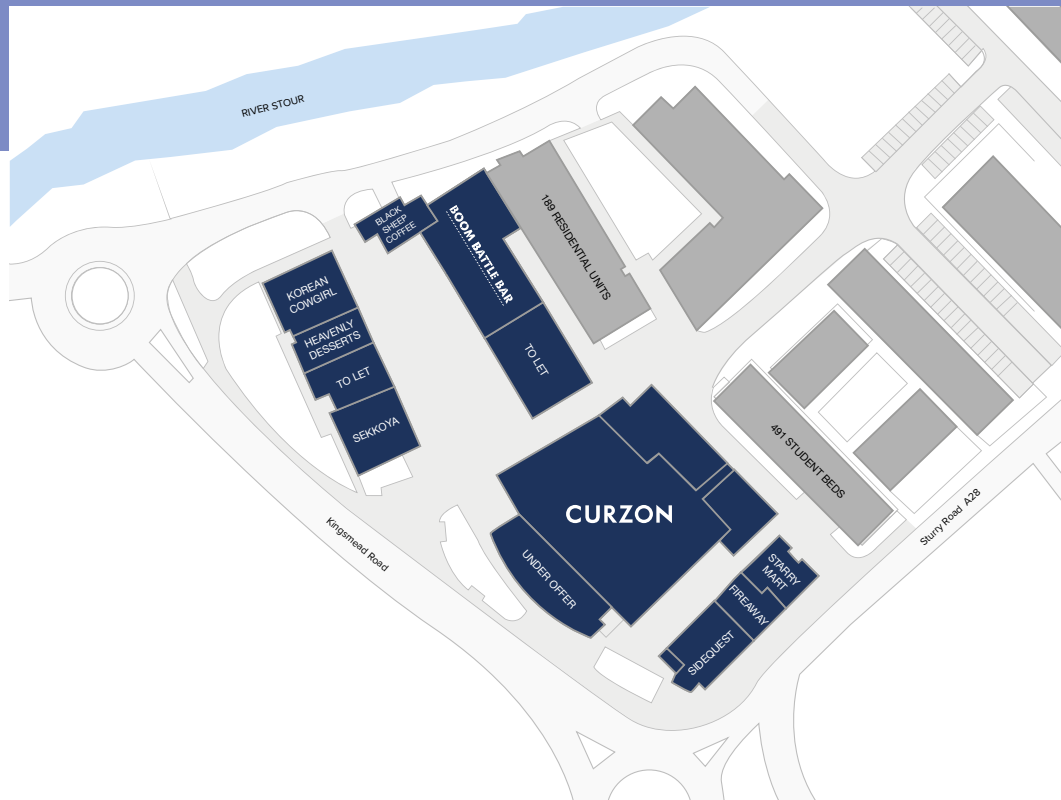 RIVER STOUR
BLACK
SHEEP
COFFEE
BOOM BATTLE BAR
189 RESIDENTIAL UNITS
KOREAN
COWGIRL
HEAVENLY
DESSERTS
TO LET
SEKKOYA
TO LET
491 STUDENT BEDS
CURZON
UNDER OFFER
STARRY
MART
FIREAWAY
SIDEQUEST
Kingsmead Road
Sturry Road A28